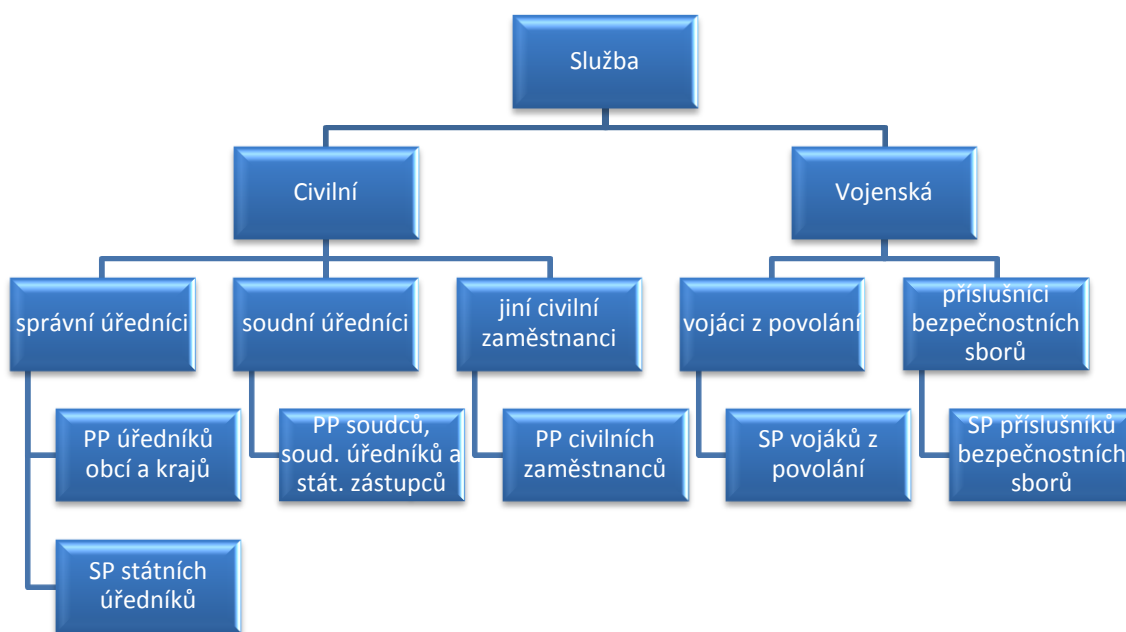 Služba
Civilní
Vojenská
správní úředníci
soudní úředníci
jiní civilní
zaměstnanci
vojáci z povolání
příslušníci
bezpečnostních
sborů
PP úředníků
obcí a krajů
PP soudců,
soud. úředníků a
stát. zástupců
PP civilních
zaměstnanců
SP vojáků z
povolání
SP příslušníků
bezpečnostních
sborů
SP státních
úředníků